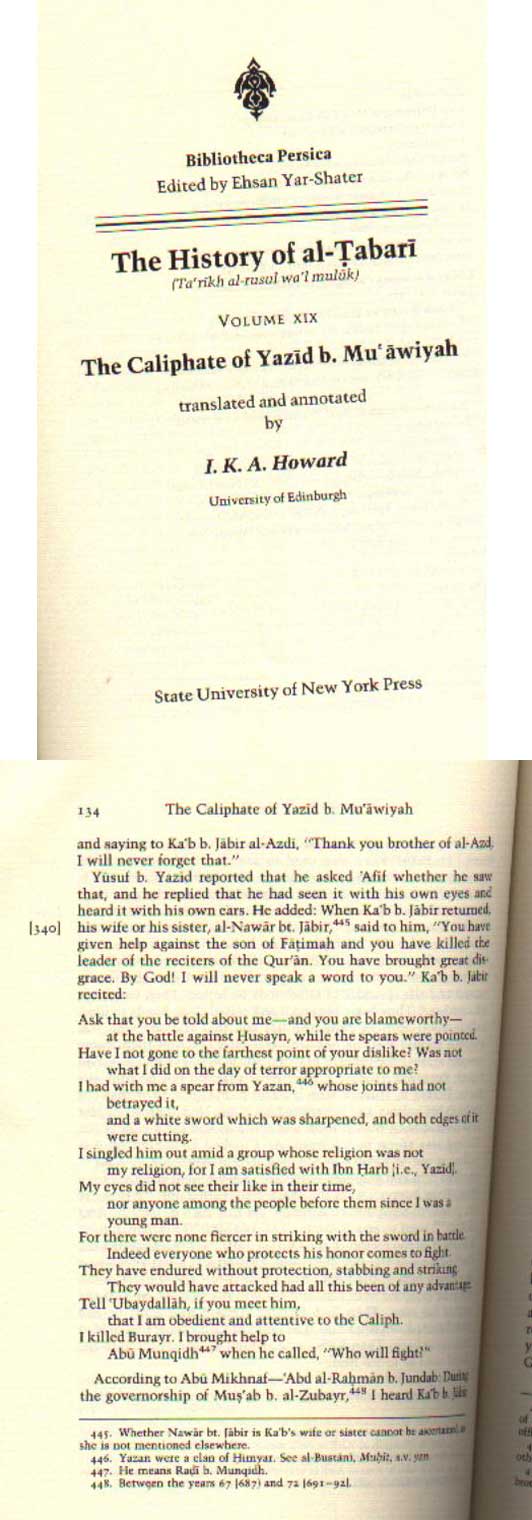 Bibliotheca Persica
Edited by Ehsan Yar-Shater
The History of al-Ṭabarī
(Ta'rīkh al-rusul wa'l mulūk)
VOLUME XIX
The Caliphate of Yazīd b. Muʿāwiyah
translated and annotated
by
I. K. A. Howard
University of Edinburgh
State University of New York Press
134 The Caliphate of Yazīd b. Mu'āwiyah
and saying to Ka'b b. Jābir al-Azdi, "Thank you brother of al-Azd,
I will never forget that."
Yūsuf b. Yazīd reported that he asked 'Afīf whether he saw
that, and he replied that he had seen it with his own eyes and
heard it with his own ears. He added: When Ka'b b. Jābir returned,
[340] his wife or his sister, al-Nawār bt. Jābir,445 said to him, "You have
given help against the son of Fāṭimah and you have killed the
leader of the reciters of the Qur'ān. You have brought great dis-
grace. By God! I will never speak a word to you." Ka'b b. Jābir
recited:
Ask that you be told about me—and you are blameworthy—
at the battle against Ḥusayn, while the spears were pointed.
Have I not gone to the farthest point of your dislike? Was not
what I did on the day of terror appropriate to me?
I had with me a spear from Yazan,446 whose joints had not
betrayed it,
and a white sword which was sharpened, and both edges of it
were cutting.
I singled him out amid a group whose religion was not
my religion, for I am satisfied with Ibn Ḥarb [i.e., Yazīd].
My eyes did not see their like in their time,
nor anyone among the people before them since I was a
young man.
For there were none fiercer in striking with the sword in battle.
Indeed everyone who protects his honor comes to fight.
They have endured without protection, stabbing and striking.
They would have attacked had all this been of any advantage.
Tell 'Ubaydallāh, if you meet him,
that I am obedient and attentive to the Caliph.
I killed Burayr. I brought help to
Abū Munqidh447 when he called, "Who will fight?"
According to Abū Mikhnaf—'Abd al-Raḥmān b. Jundab: During
the governorship of Muṣ'ab b. al-Zubayr,448 I heard Ka'b b. Jābir
445. Whether Nawār bt. Jābir is Ka'b's wife or sister cannot be ascertained,
she is not mentioned elsewhere.
446. Yazan were a clan of Ḥimyar. See al-Bustānī, Muḥīṭ, s.v. yzn.
447. He means Raḍī b. Munqidh.
448. Between the years 67 (687) and 72 (691–92).